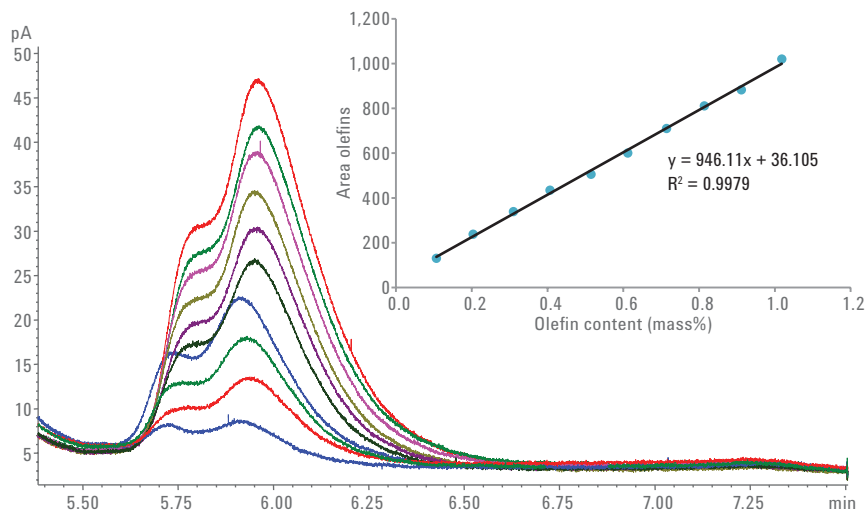 pA
50
45
40
35
30
25
20
15
10
5
5.50 5.75 6.00 6.25 6.50 6.75 7.00 7.25 min
Area olefins
1,000
800
600
400
200
0
0.0 0.2 0.4 0.6 0.8 1.0 1.2
Olefin content (mass%)
y = 946.11x + 36.105
R² = 0.9979